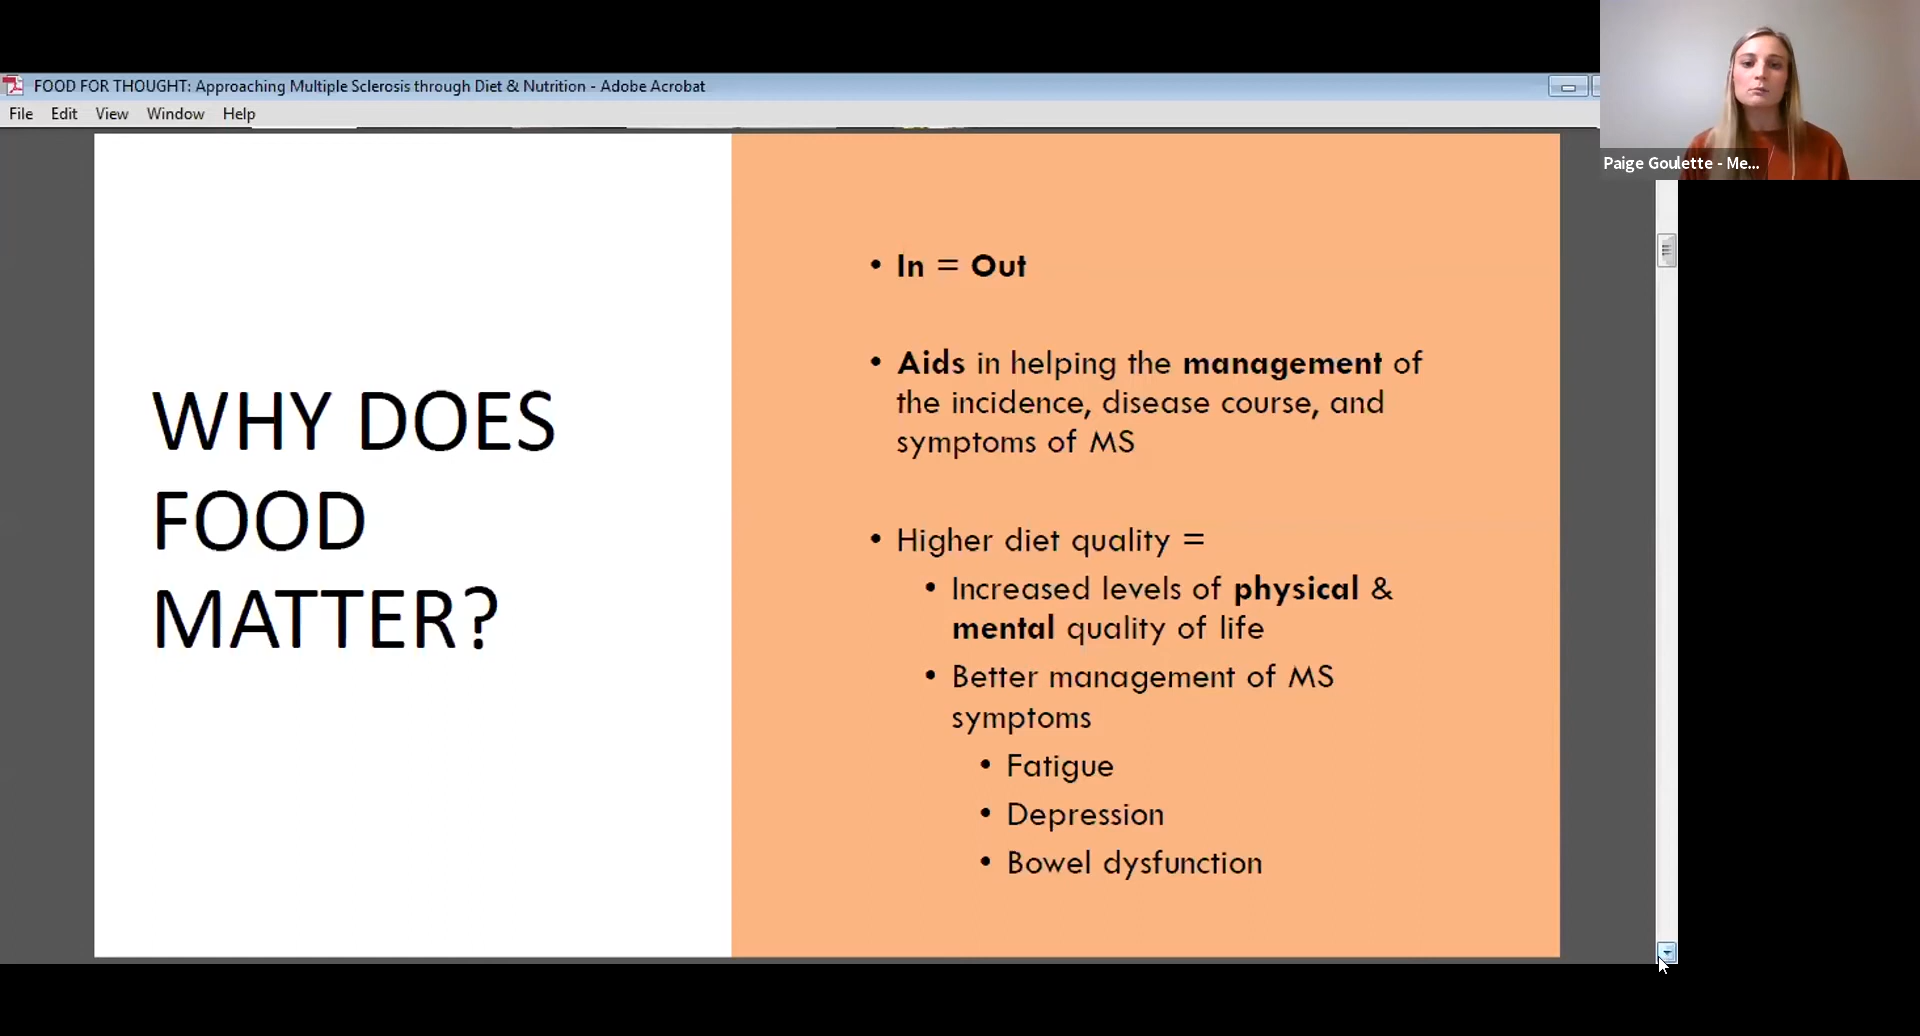 FOOD FOR THOUGHT: Approaching Multiple Sclerosis through Diet & Nutrition - Adobe Acrobat
File Edit View Window Help
Paige Goulette - Me...
WHY DOES
FOOD
MATTER?
• In = Out
• Aids in helping the management of
the incidence, disease course, and
symptoms of MS
• Higher diet quality =
• Increased levels of physical &
mental quality of life
• Better management of MS
symptoms
• Fatigue
• Depression
• Bowel dysfunction